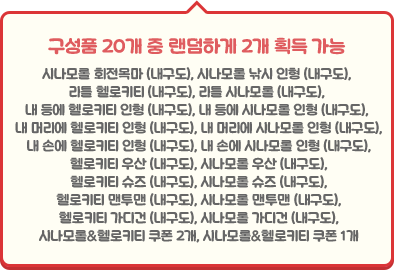 구성품 20개 중 랜덤하게 2개 획득 가능
시나모롤 회전목마 (내구도), 시나모롤 낚시 인형 (내구도),
리틀 헬로키티 (내구도), 리틀 시나모롤 (내구도),
내 등에 헬로키티 인형 (내구도), 내 등에 시나모롤 인형 (내구도),
내 머리에 헬로키티 인형 (내구도), 내 머리에 시나모롤 인형 (내구도),
내 손에 헬로키티 인형 (내구도), 내 손에 시나모롤 인형 (내구도),
헬로키티 우산 (내구도), 시나모롤 우산 (내구도),
헬로키티 슈즈 (내구도), 시나모롤 슈즈 (내구도),
헬로키티 맨투맨 (내구도), 시나모롤 맨투맨 (내구도),
헬로키티 가디건 (내구도), 시나모롤 가디건 (내구도),
시나모롤&헬로키티 쿠폰 2개, 시나모롤&헬로키티 쿠폰 1개